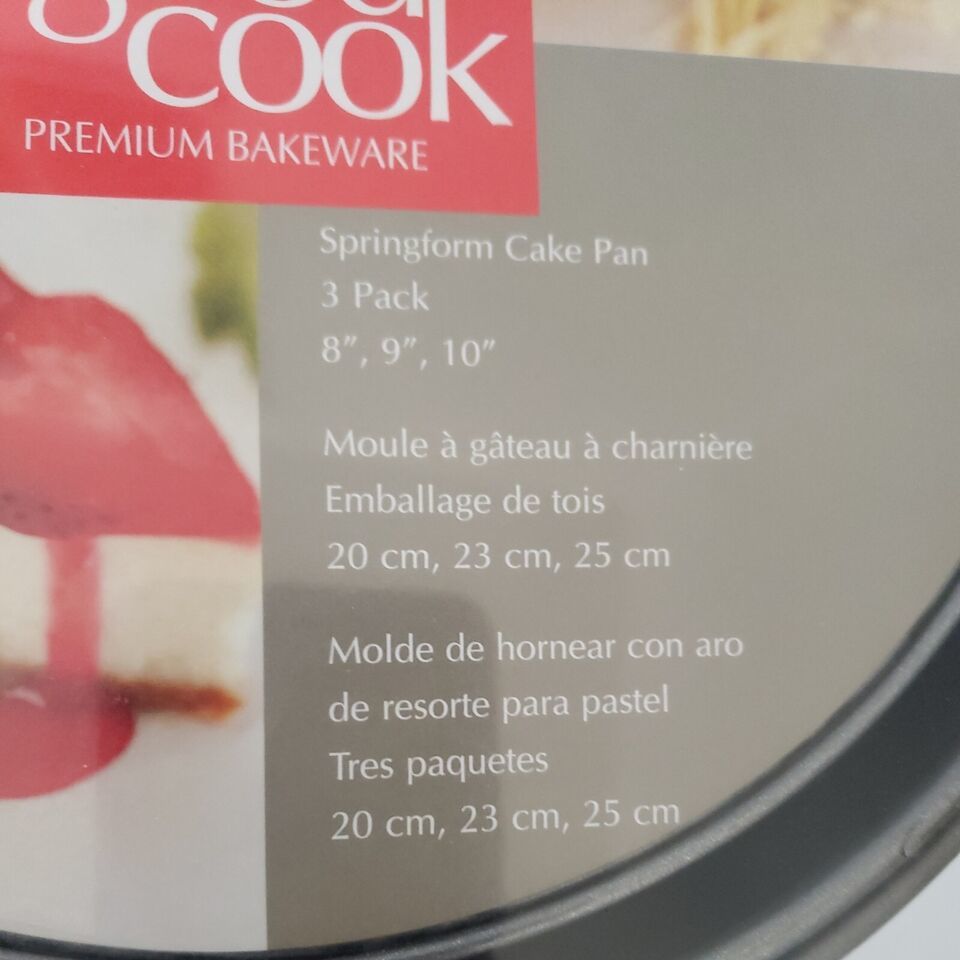 good
cook
PREMIUM BAKEWARE
Springform Cake Pan
3 Pack
8”, 9”, 10”
Moule à gâteau à charnière
Emballage de tois
20 cm, 23 cm, 25 cm
Molde de hornear con aro
de resorte para pastel
Tres paquetes
20 cm, 23 cm, 25 cm